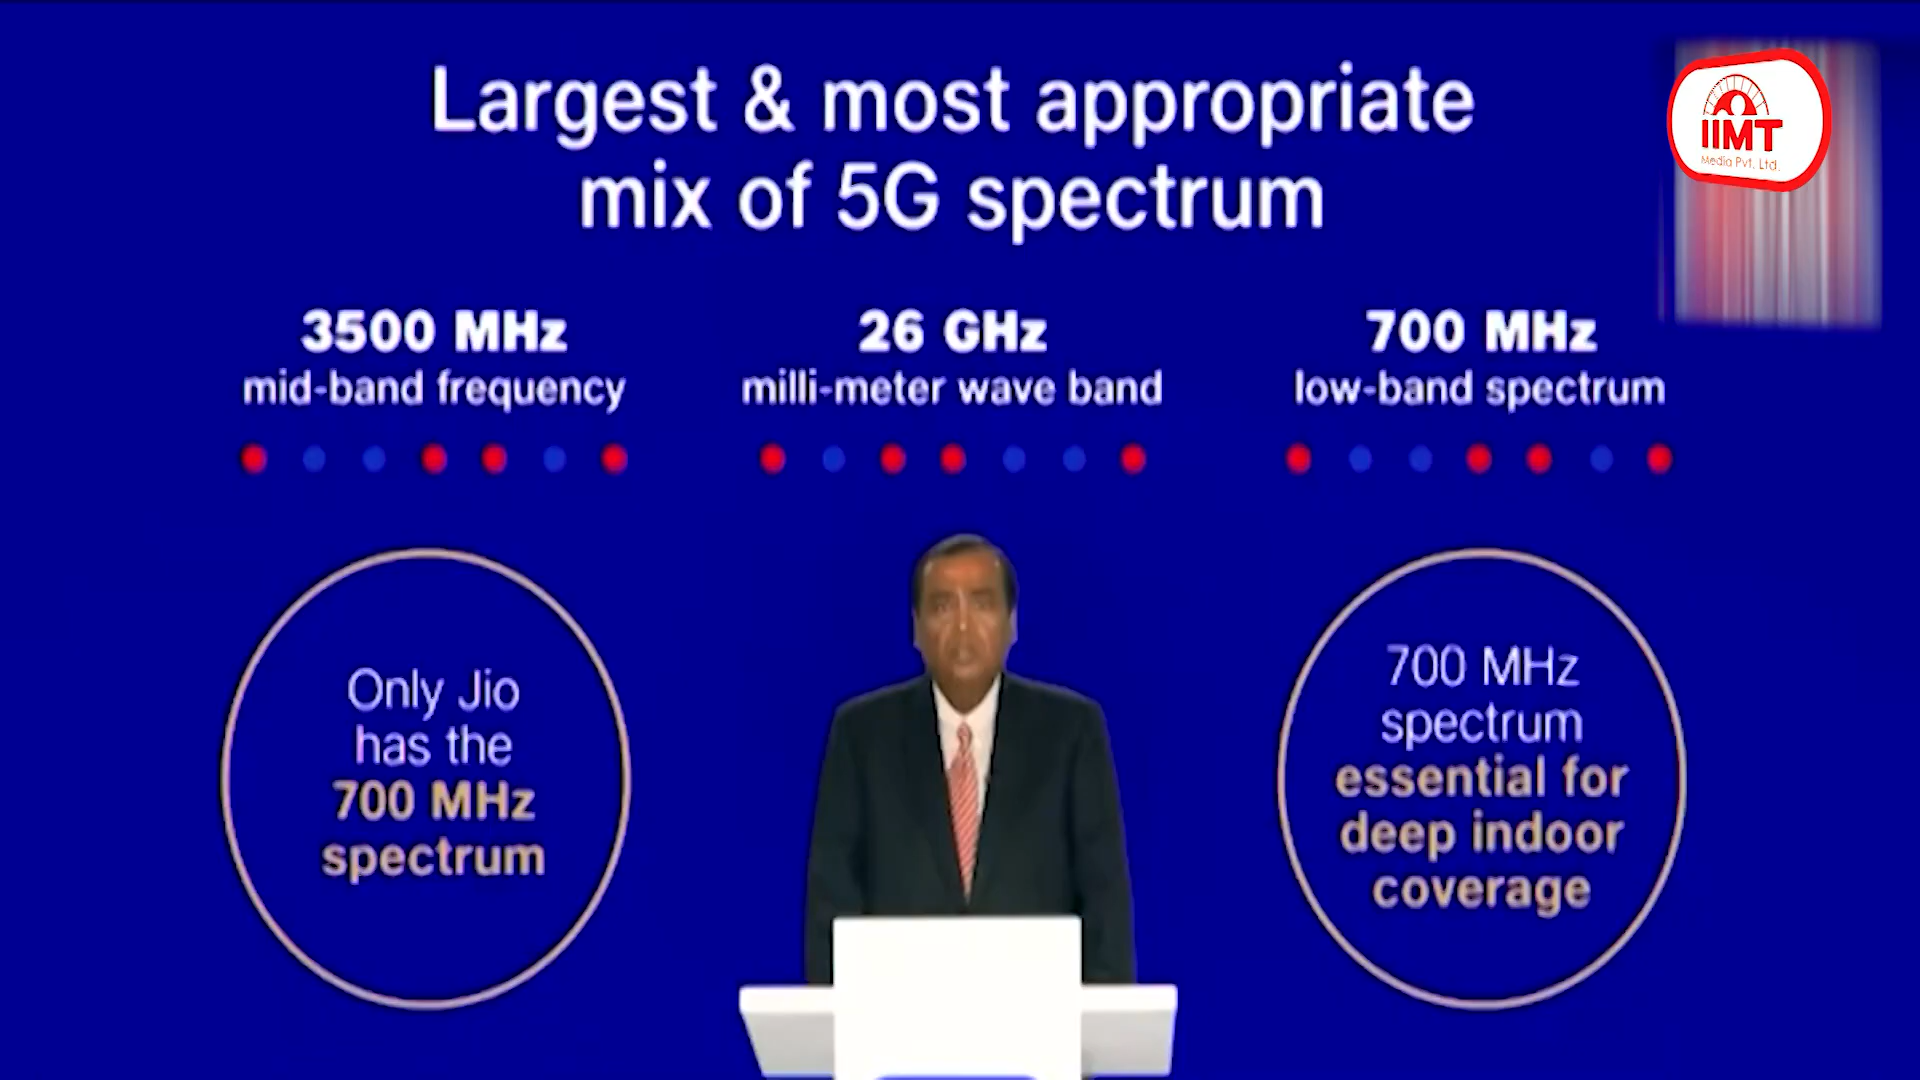 Largest & most appropriate
mix of 5G spectrum
IIMT
Media Pvt. Ltd.
3500 MHz
mid-band frequency
26 GHz
milli-meter wave band
700 MHz
low-band spectrum
Only Jio
has the
700 MHz
spectrum
700 MHz
spectrum
essential for
deep indoor
coverage